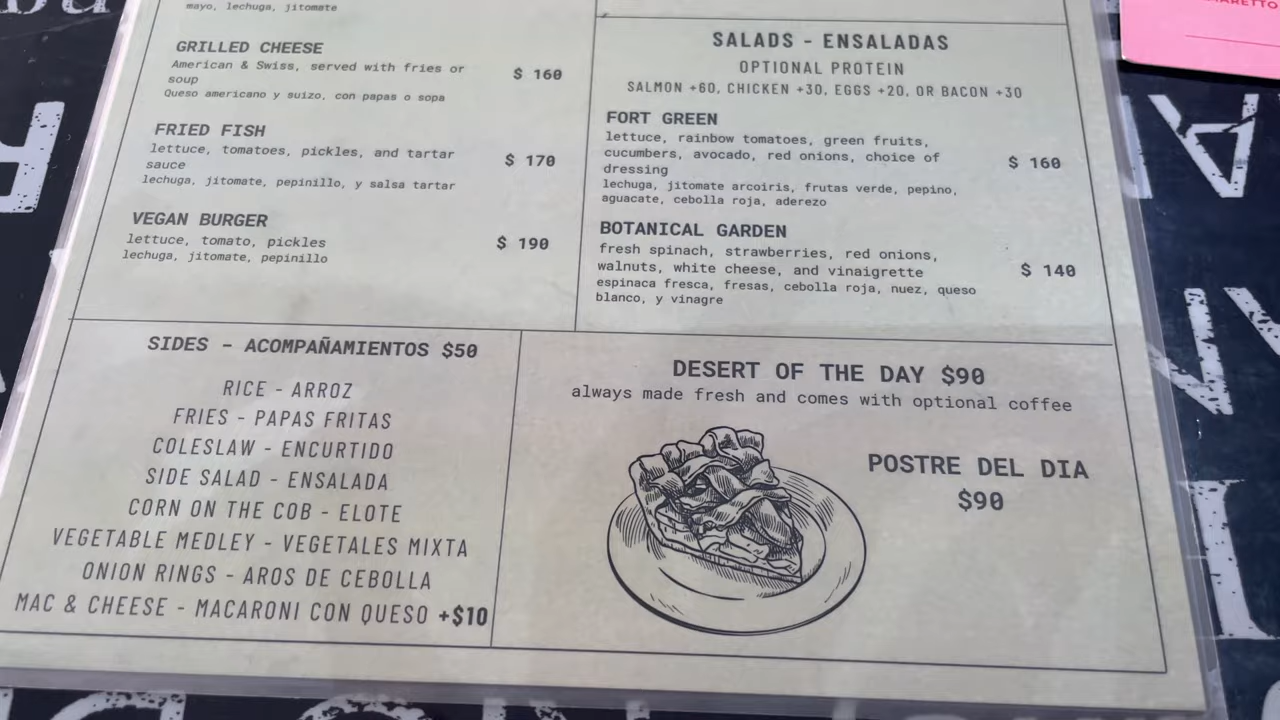 mayo, lechuga, jitomate
GRILLED CHEESE
American & Swiss, served with fries or
soup
Queso americano y suizo, con papas o sopa
$ 160
FRIED FISH
lettuce, tomatoes, pickles, and tartar
sauce
lechuga, jitomate, pepinillo, y salsa tartar
$ 170
VEGAN BURGER
lettuce, tomato, pickles
lechuga, jitomate, pepinillo
$ 190
SALADS - ENSALADAS
OPTIONAL PROTEIN
SALMON +60, CHICKEN +30, EGGS +20, OR BACON +30
FORT GREEN
lettuce, rainbow tomatoes, green fruits,
cucumbers, avocado, red onions, choice of
dressing
lechuga, jitomate arcoiris, frutas verde, pepino,
aguacate, cebolla roja, aderezo
$ 160
BOTANICAL GARDEN
fresh spinach, strawberries, red onions,
walnuts, white cheese, and vinaigrette
espinaca fresca, fresas, cebolla roja, nuez, queso
blanco, y vinagre
$ 140
SIDES - ACOMPAÑAMIENTOS $50
RICE - ARROZ
FRIES - PAPAS FRITAS
COLESLAW - ENCURTIDO
SIDE SALAD - ENSALADA
CORN ON THE COB - ELOTE
VEGETABLE MEDLEY - VEGETALES MIXTA
ONION RINGS - AROS DE CEBOLLA
MAC & CHEESE - MACARONI CON QUESO +$10
DESERT OF THE DAY $90
always made fresh and comes with optional coffee
POSTRE DEL DIA
$90